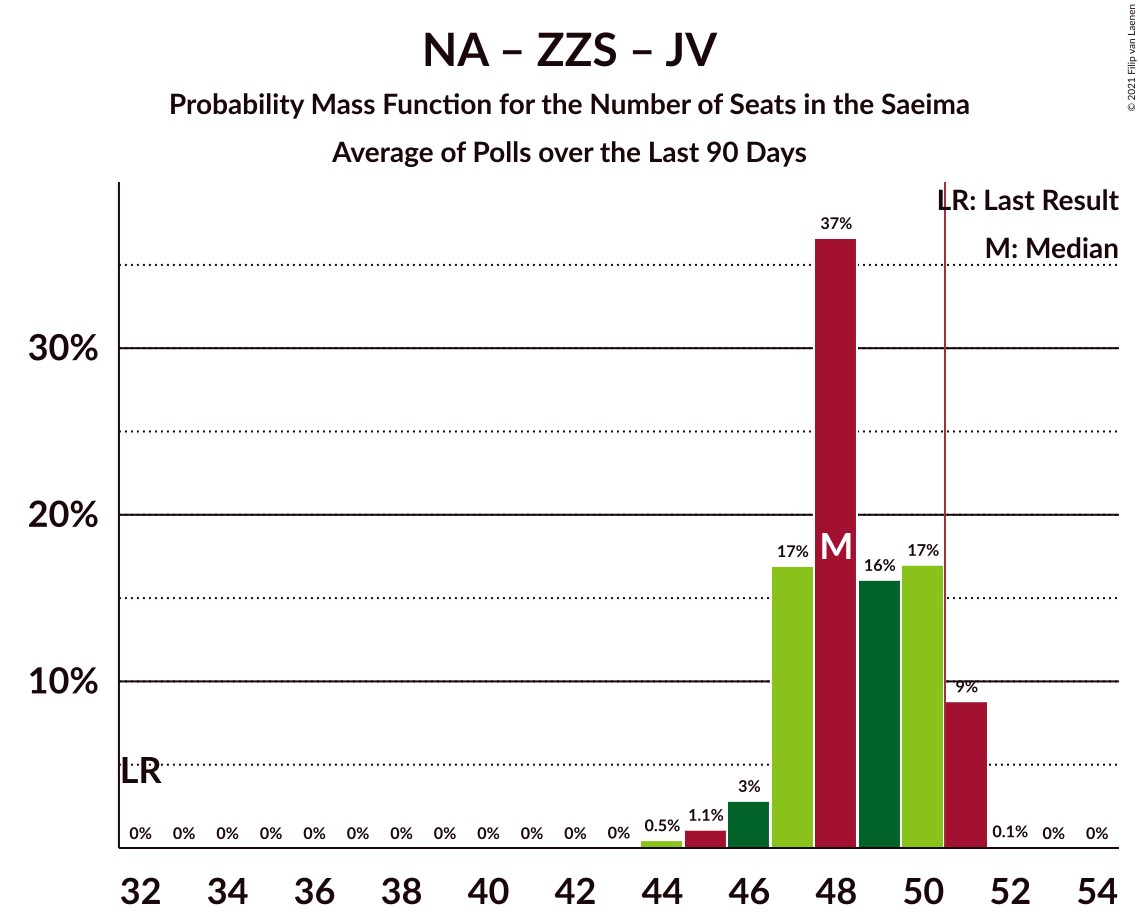 NA – ZZS – JV
Probability Mass Function for the Number of Seats in the Saeima
Average of Polls over the Last 90 Days
© 2021 Filip van Laenen
LR: Last Result
M: Median
30%
20%
10%
LR
M
0% 0% 0% 0% 0% 0% 0% 0% 0% 0% 0% 0% 0.5% 1.1% 3% 17% 37% 16% 17% 9% 0.1% 0% 0%
32 34 36 38 40 42 44 46 48 50 52 54